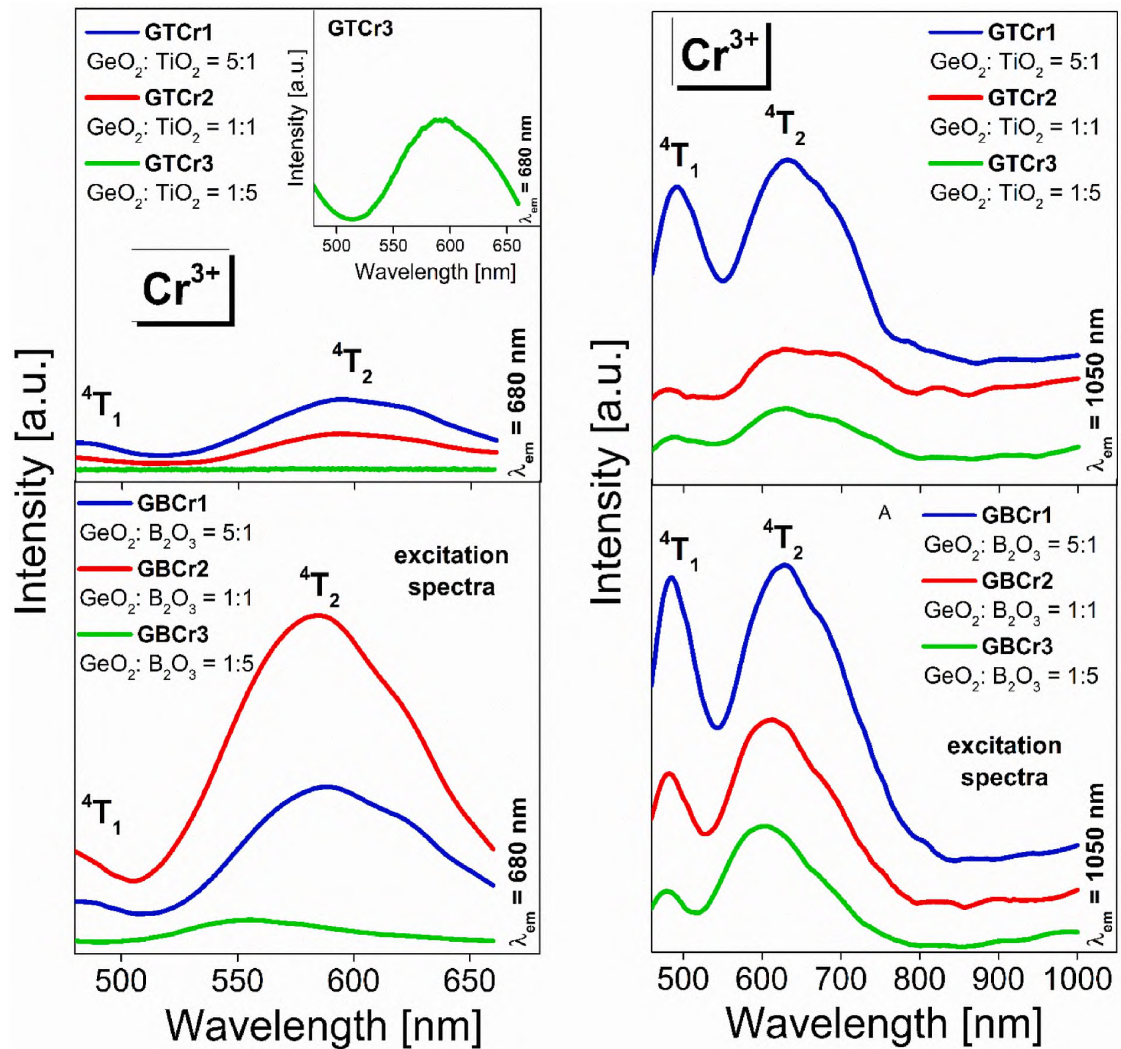 GTCr1
GeO₂: TiO₂ = 5:1
GTCr2
GeO₂: TiO₂ = 1:1
GTCr3
GeO₂: TiO₂ = 1:5
GTCr3
Intensity [a.u.]
λem = 680 nm
500 550 600 650
Wavelength [nm]
Cr³⁺
⁴T₁
⁴T₂
λem = 680 nm
GBCr1
GeO₂: B₂O₃ = 5:1
GBCr2
GeO₂: B₂O₃ = 1:1
GBCr3
GeO₂: B₂O₃ = 1:5
excitation
spectra
⁴T₂
⁴T₁
λem = 680 nm
Intensity [a.u.]
500 550 600 650
Wavelength [nm]
Cr³⁺
GTCr1
GeO₂: TiO₂ = 5:1
GTCr2
GeO₂: TiO₂ = 1:1
GTCr3
GeO₂: TiO₂ = 1:5
⁴T₁
⁴T₂
λem = 1050 nm
A
GBCr1
GeO₂: B₂O₃ = 5:1
GBCr2
GeO₂: B₂O₃ = 1:1
GBCr3
GeO₂: B₂O₃ = 1:5
⁴T₁
⁴T₂
excitation
spectra
λem = 1050 nm
Intensity [a.u.]
500 600 700 800 900 1000
Wavelength [nm]